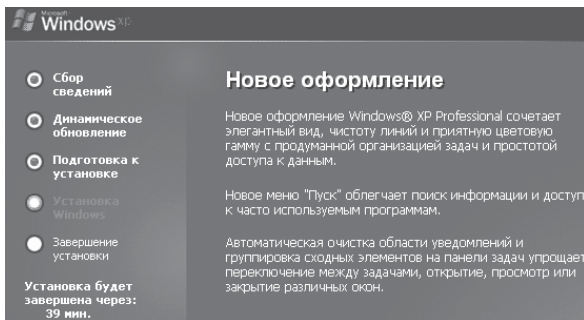 Microsoft
Windows xp
Сбор
сведений
Динамическое
обновление
Подготовка к
установке
Установка
Windows
Завершение
установки
Установка будет
завершена через:
39 мин.
Новое оформление
Новое оформление Windows® XP Professional сочетает
элегантный вид, чистоту линий и приятную цветовую
гамму с продуманной организацией задач и простотой
доступа к данным.
Новое меню "Пуск" облегчает поиск информации и доступ
к часто используемым программам.
Автоматическая очистка области уведомлений и
группировка сходных элементов на панели задач упрощает
переключение между задачами, открытие, просмотр или
закрытие различных окон.